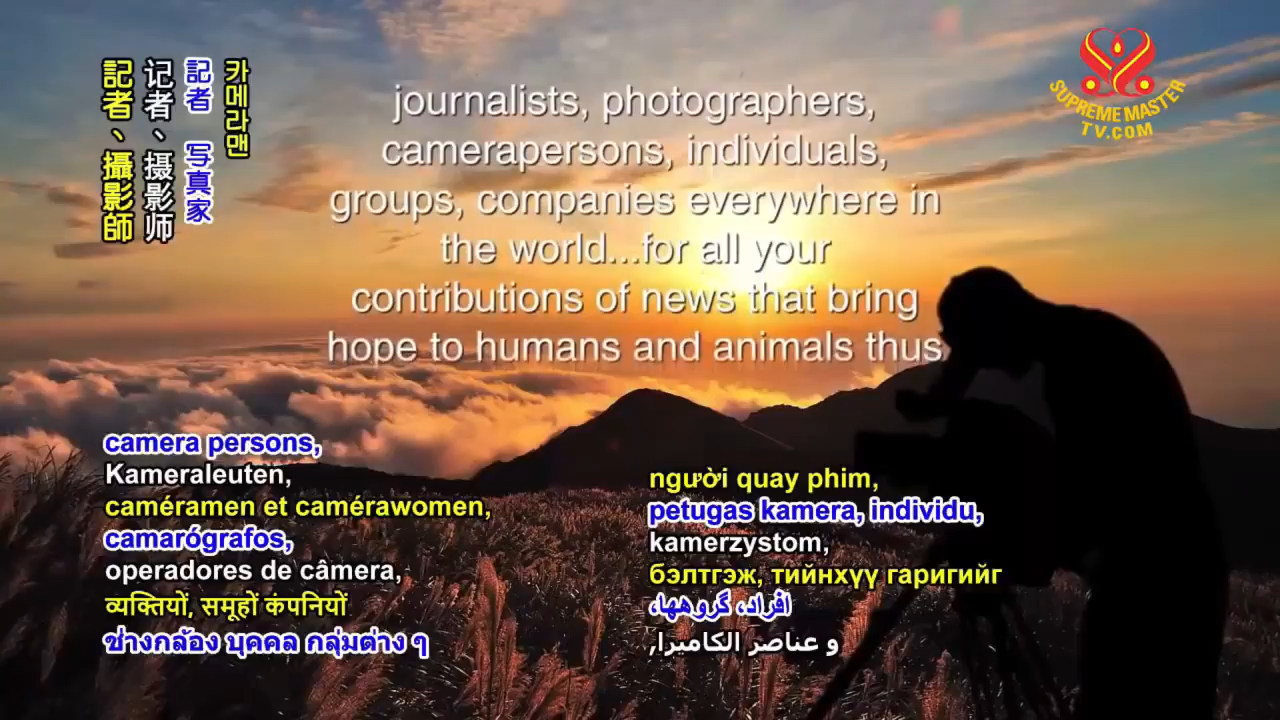 記者、攝影師
记者、摄影师
記者 写真家
카메라맨
journalists, photographers,
camerapersons, individuals,
groups, companies everywhere in
the world...for all your
contributions of news that bring
hope to humans and animals thus
SUPREME MASTER
TV.COM
camera persons,
Kameraleuten,
caméramen et camérawomen,
camarógrafos,
operadores de câmera,
व्यक्तियों, समूहों कंपनियों
ช่างกล้อง บุคคล กลุ่มต่าง ๆ
người quay phim,
petugas kamera, individu,
kamerzystom,
бэлтгэж, тийнхүү гаригийг
افراد، گروهها،
و عناصر الكاميرا,